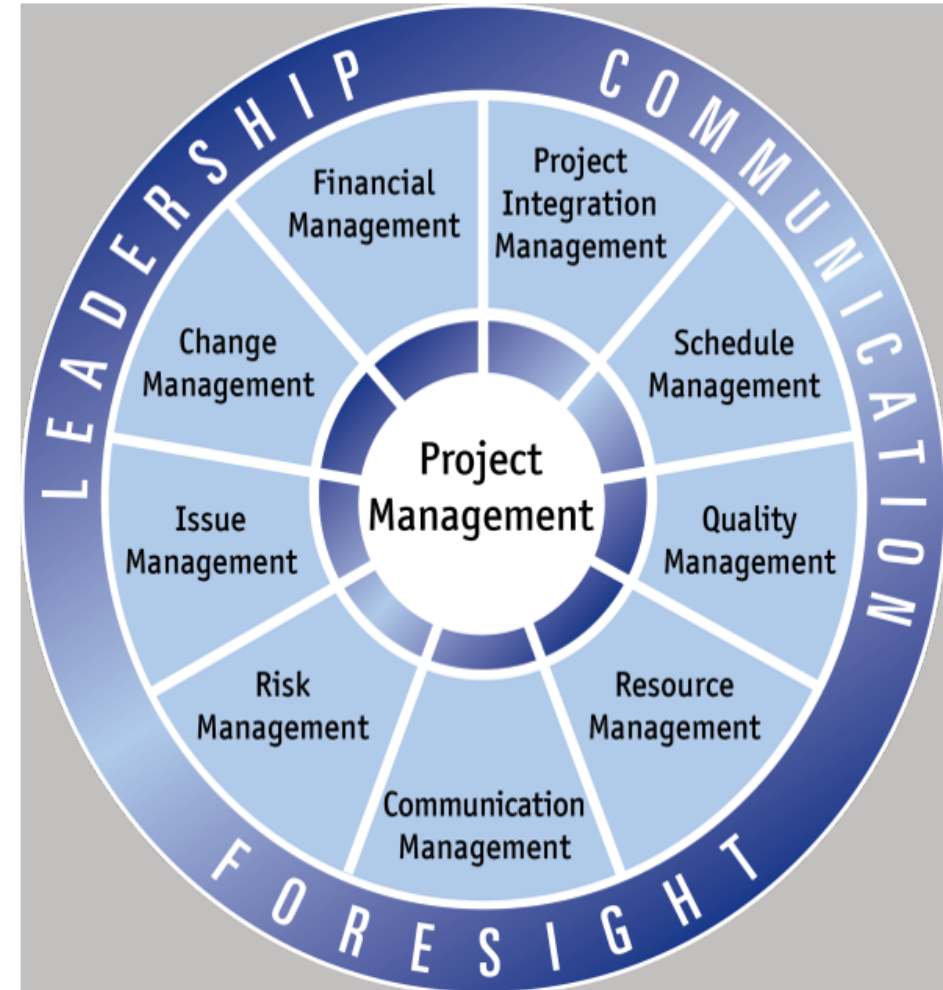 LEADERSHIP
COMMUNICATION
Financial
Management
Project
Integration
Management
Change
Management
Schedule
Management
Project
Management
Issue
Management
Quality
Management
Risk
Management
Resource
Management
Communication
Management
FORESIGHT